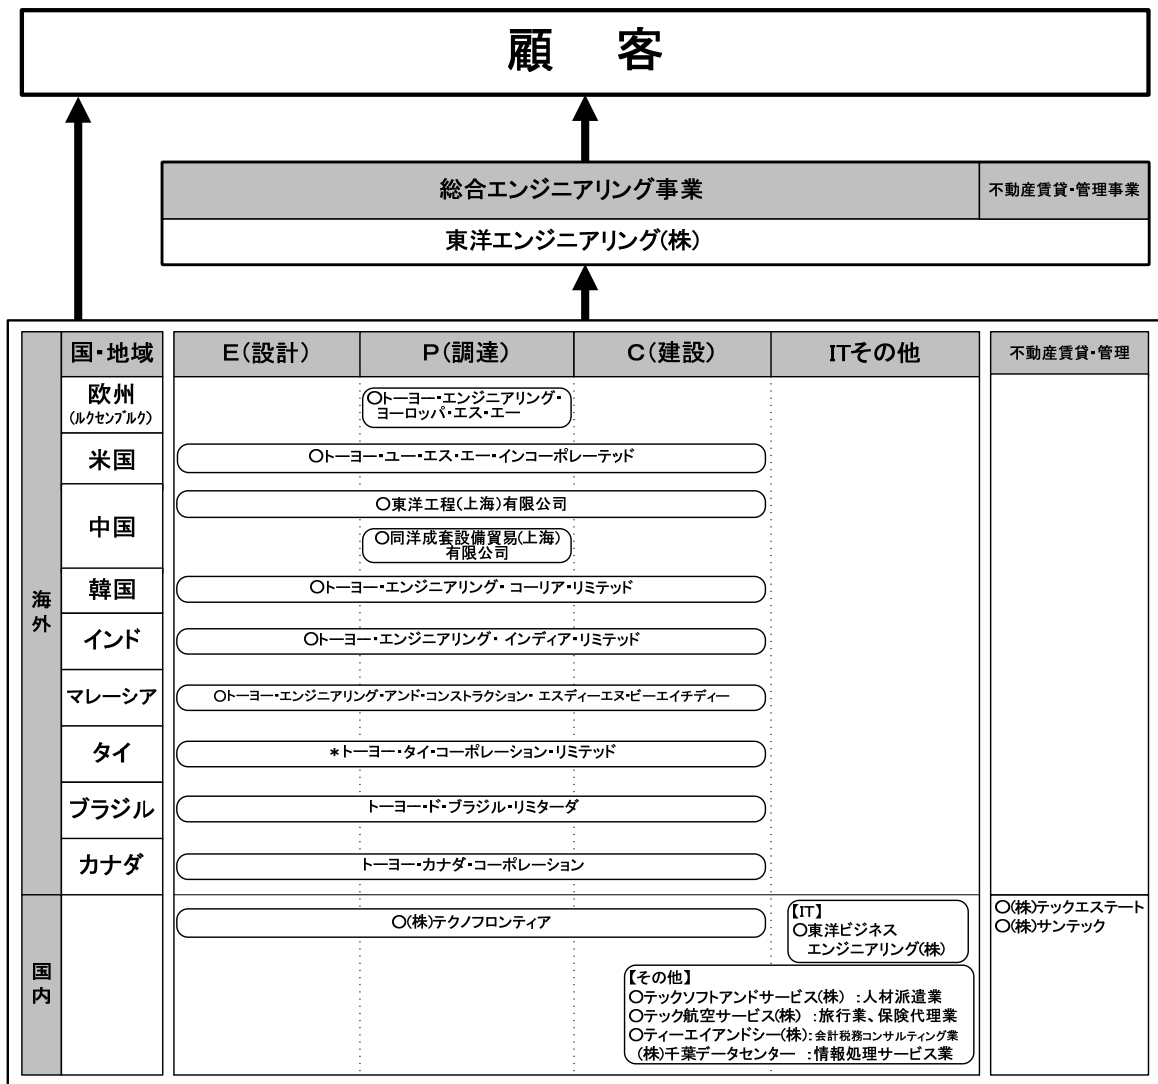 顧 客
総合エンジニアリング事業
不動産賃貸・管理事業
東洋エンジニアリング(株)
国・地域
E(設計)
P(調達)
C(建設)
ITその他
不動産賃貸・管理
海外
欧州
(ルクセンブルク)
○トーヨー・エンジニアリング・
ヨーロッパ・エス・エー
米国
○トーヨー・ユー・エス・エー・インコーポレーテッド
中国
○東洋工程(上海)有限公司
○同洋成套設備貿易(上海)
有限公司
韓国
○トーヨー・エンジニアリング・ コーリア・リミテッド
インド
○トーヨー・エンジニアリング・ インディア・リミテッド
マレーシア
○トーヨー・エンジニアリング・アンド・コンストラクション・ エスディーエヌ・ビーエイチディー
タイ
*トーヨー・タイ・コーポレーション・リミテッド
ブラジル
トーヨー・ド・ブラジル・リミターダ
カナダ
トーヨー・カナダ・コーポレーション
国内
○(株)テクノフロンティア
【IT】
○東洋ビジネス
エンジニアリング(株)
○(株)テックエステート
○(株)サンテック
【その他】
○テックソフトアンドサービス(株) :人材派遣業
○テック航空サービス(株) :旅行業、保険代理業
○ティーエイアンドシー(株):会計税務コンサルティング業
(株)千葉データセンター :情報処理サービス業